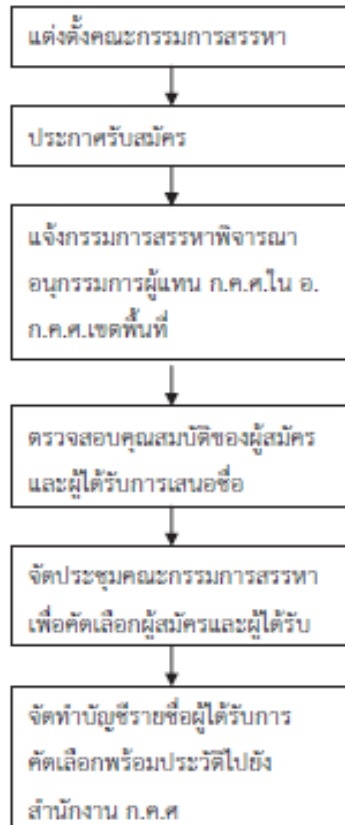 แต่งตั้งคณะกรรมการสรรหา
ประกาศรับสมัคร
แจ้งกรรมการสรรหาพิจารณา
อนุกรรมการผู้แทน ก.ค.ศ.ใน อ.
ก.ค.ศ.เขตพื้นที่
ตรวจสอบคุณสมบัติของผู้สมัคร
และผู้ได้รับการเสนอชื่อ
จัดประชุมคณะกรรมการสรรหา
เพื่อคัดเลือกผู้สมัครและผู้ได้รับ
จัดทำบัญชีรายชื่อผู้ได้รับการ
คัดเลือกพร้อมประวัติไปยัง
สำนักงาน ก.ค.ศ